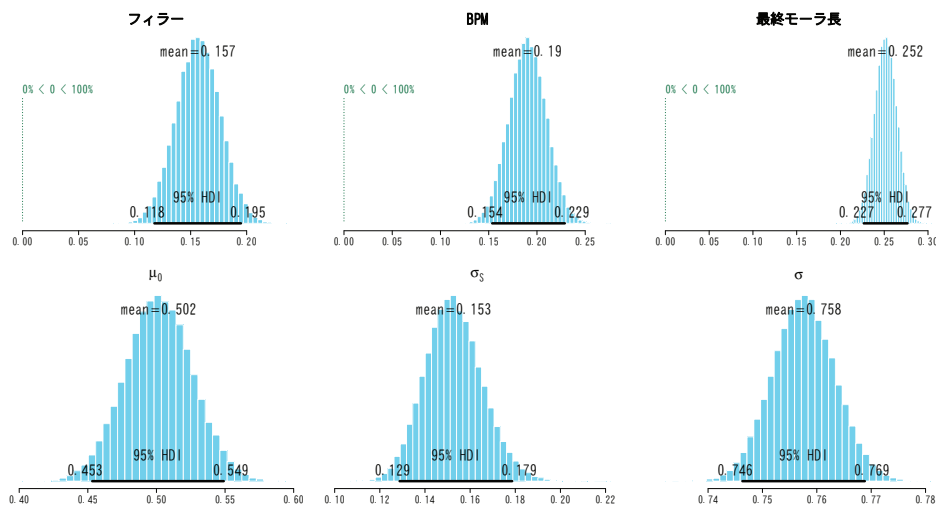 フィラー
mean=0.157
0% < 0 < 100%
95% HDI
0.118 0.195
0.00 0.05 0.10 0.15 0.20
BPM
mean=0.19
0% < 0 < 100%
95% HDI
0.154 0.229
0.00 0.05 0.10 0.15 0.20 0.25
最終モーラ長
mean=0.252
0% < 0 < 100%
95% HDI
0.227 0.277
0.00 0.05 0.10 0.15 0.20 0.25 0.30
μ0
mean=0.502
95% HDI
0.453 0.549
0.40 0.45 0.50 0.55 0.60
σS
mean=0.153
95% HDI
0.129 0.179
0.10 0.12 0.14 0.16 0.18 0.20 0.22
σ
mean=0.758
95% HDI
0.746 0.769
0.74 0.75 0.76 0.77 0.78